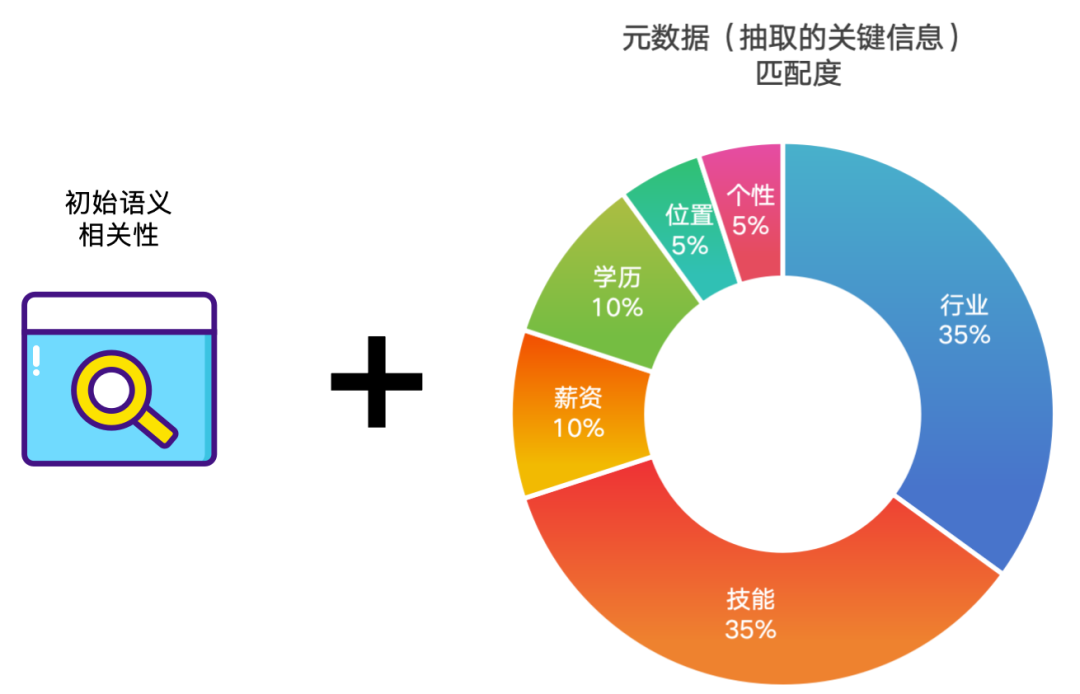 元数据（抽取的关键信息）
匹配度
初始语义
相关性
个性
5%
位置
5%
学历
10%
行业
35%
薪资
10%
技能
35%